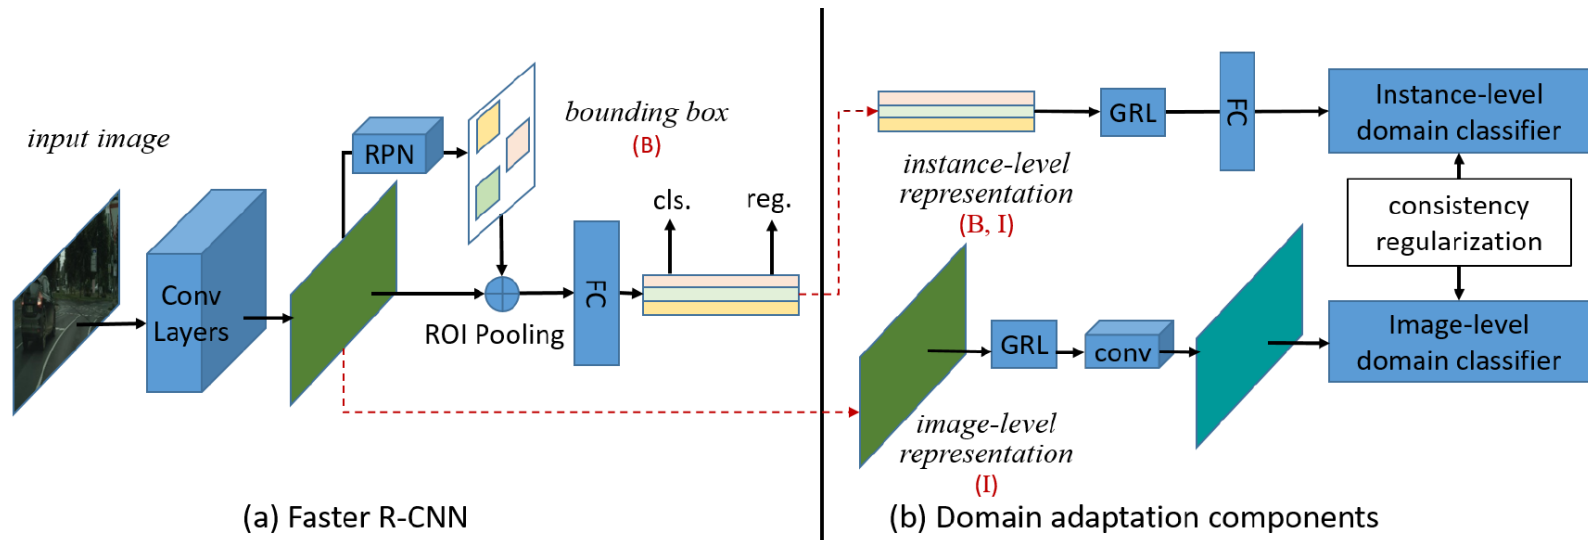 input image
Conv
Layers
RPN
bounding box
(B)
ROI Pooling
FC
cls.
reg.
(a) Faster R-CNN
instance-level
representation
(B, I)
GRL
FC
Instance-level
domain classifier
consistency
regularization
image-level
representation
(I)
GRL
conv
Image-level
domain classifier
(b) Domain adaptation components